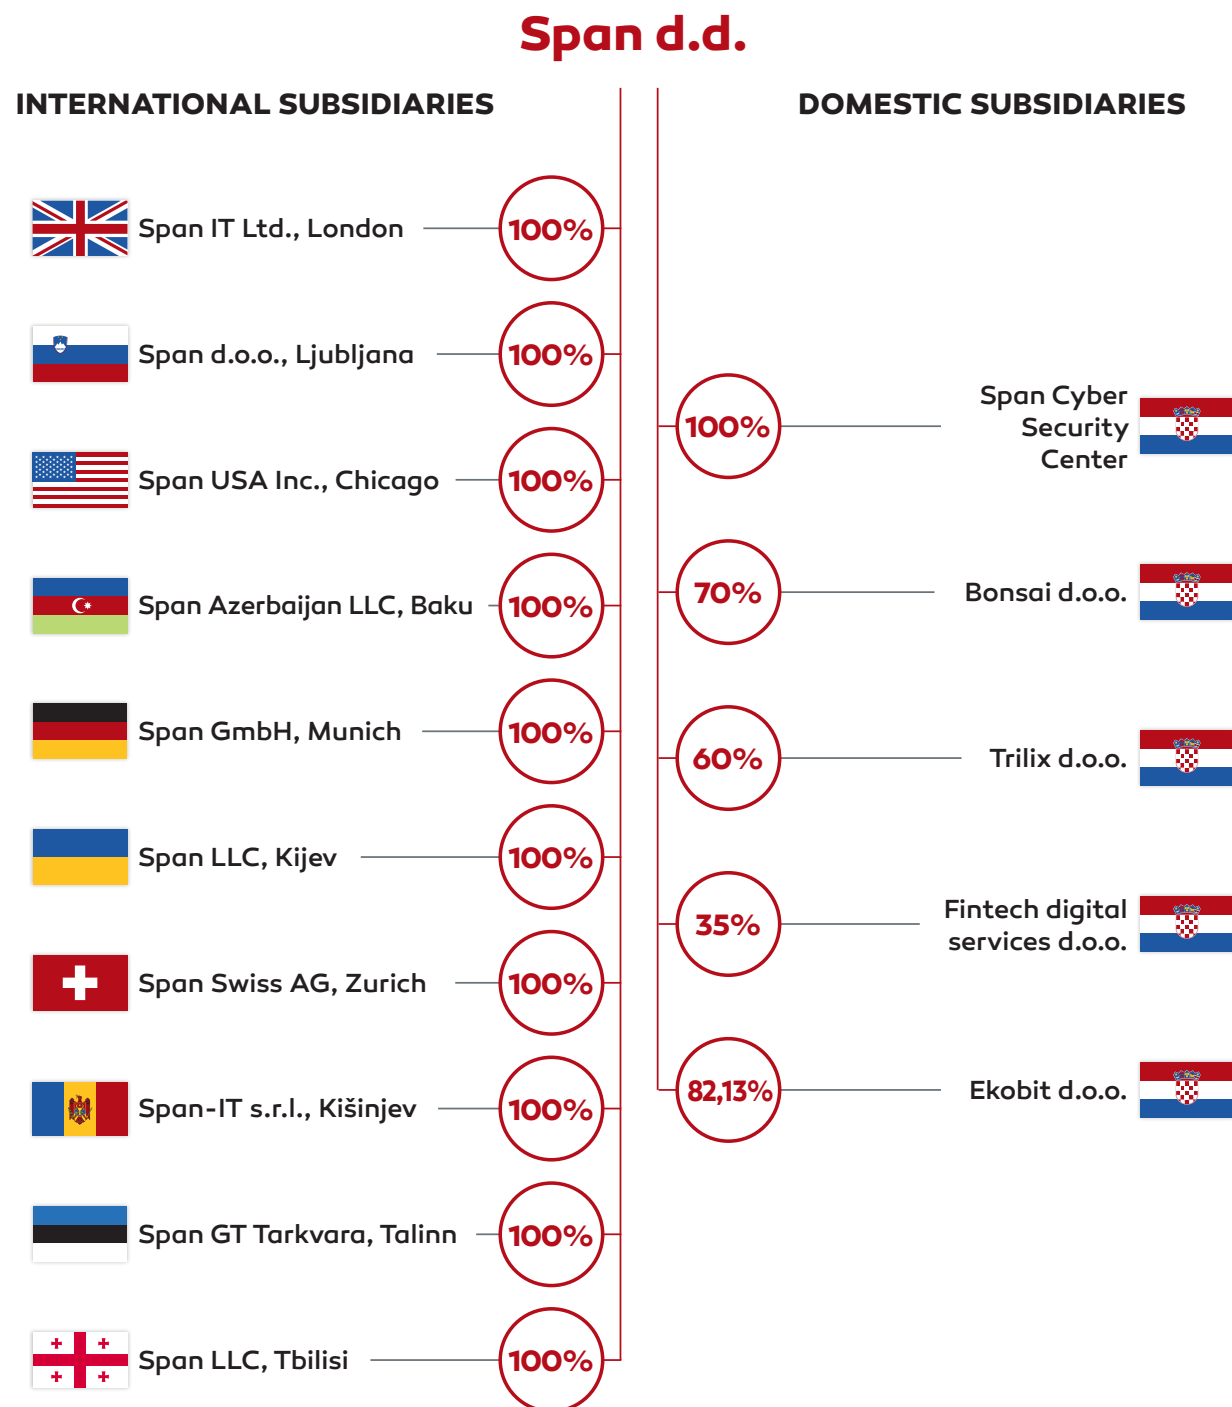 Span d.d.
INTERNATIONAL SUBSIDIARIES
Span IT Ltd., London 100%
Span d.o.o., Ljubljana 100%
Span USA Inc., Chicago 100%
Span Azerbaijan LLC, Baku 100%
Span GmbH, Munich 100%
Span LLC, Kijev 100%
Span Swiss AG, Zurich 100%
Span-IT s.r.l., Kišinjev 100%
Span GT Tarkvara, Talinn 100%
Span LLC, Tbilisi 100%
DOMESTIC SUBSIDIARIES
100%
Span Cyber
Security
Center
70% Bonsai d.o.o.
60% Trilix d.o.o.
35%
Fintech digital
services d.o.o.
82,13% Ekobit d.o.o.